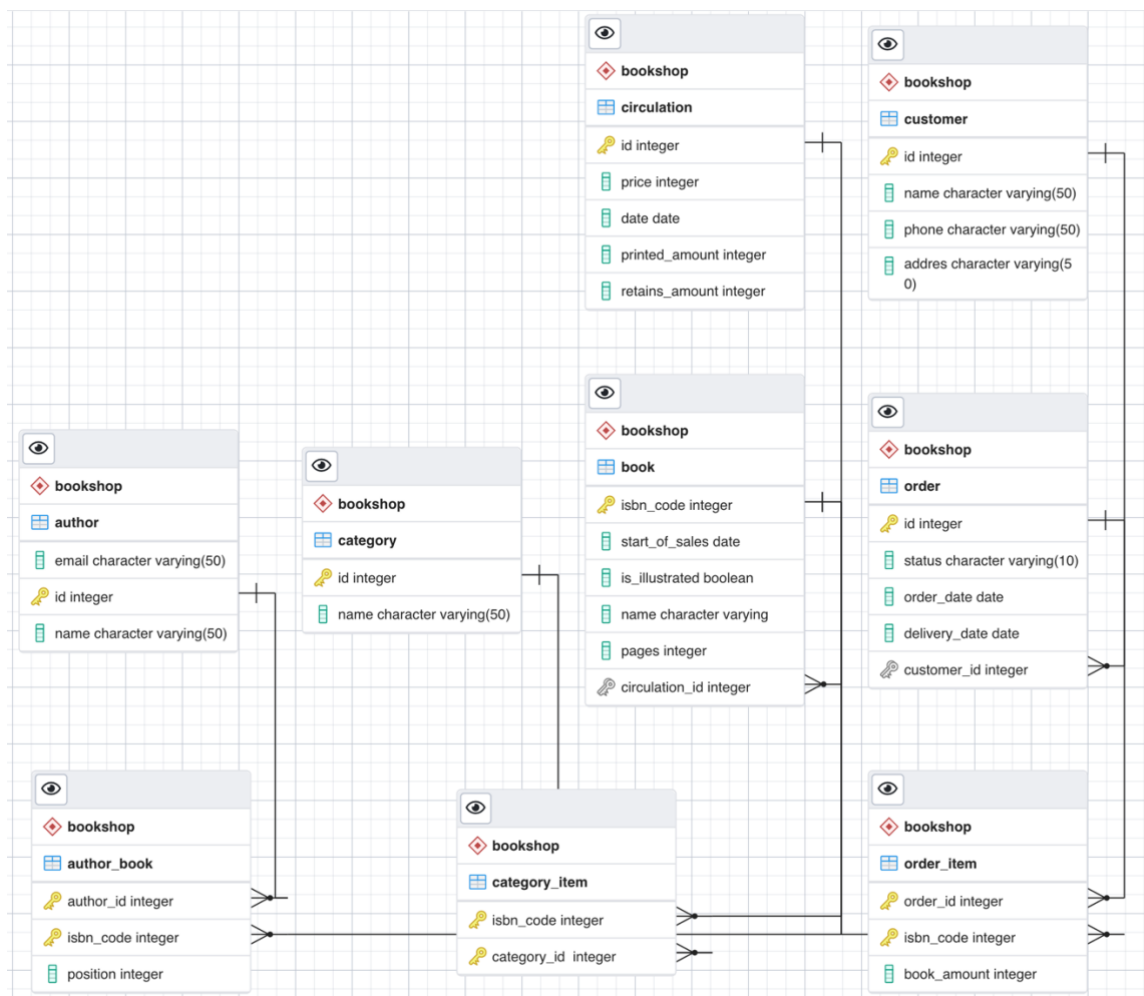 bookshop
circulation
id integer
price integer
date date
printed_amount integer
retains_amount integer
bookshop
customer
id integer
name character varying(50)
phone character varying(50)
addres character varying(5
0)
bookshop
author
email character varying(50)
id integer
name character varying(50)
bookshop
category
id integer
name character varying(50)
bookshop
book
isbn_code integer
start_of_sales date
is_illustrated boolean
name character varying
pages integer
circulation_id integer
bookshop
order
id integer
status character varying(10)
order_date date
delivery_date date
customer_id integer
bookshop
author_book
author_id integer
isbn_code integer
position integer
bookshop
category_item
isbn_code integer
category_id integer
bookshop
order_item
order_id integer
isbn_code integer
book_amount integer